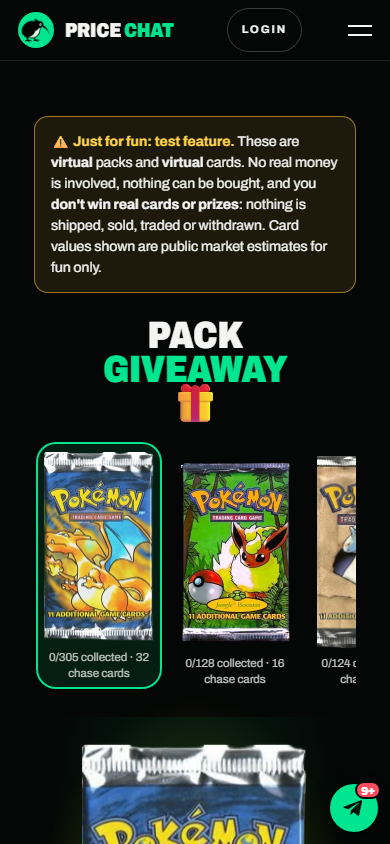 PRICE CHAT
LOGIN
⚠️ Just for fun: test feature. These are
virtual packs and virtual cards. No real money
is involved, nothing can be bought, and you
don't win real cards or prizes: nothing is
shipped, sold, traded or withdrawn. Card
values shown are public market estimates for
fun only.
PACK
GIVEAWAY
🎁
Pokémon
TRADING CARD GAME
11 ADDITIONAL GAME CARDS
0/305 collected · 32
chase cards
Pokémon
TRADING CARD GAME
Jungle Booster
11 ADDITIONAL GAME CARDS
0/128 collected · 16
chase cards
0/124 c
cha
Pokémon
9+